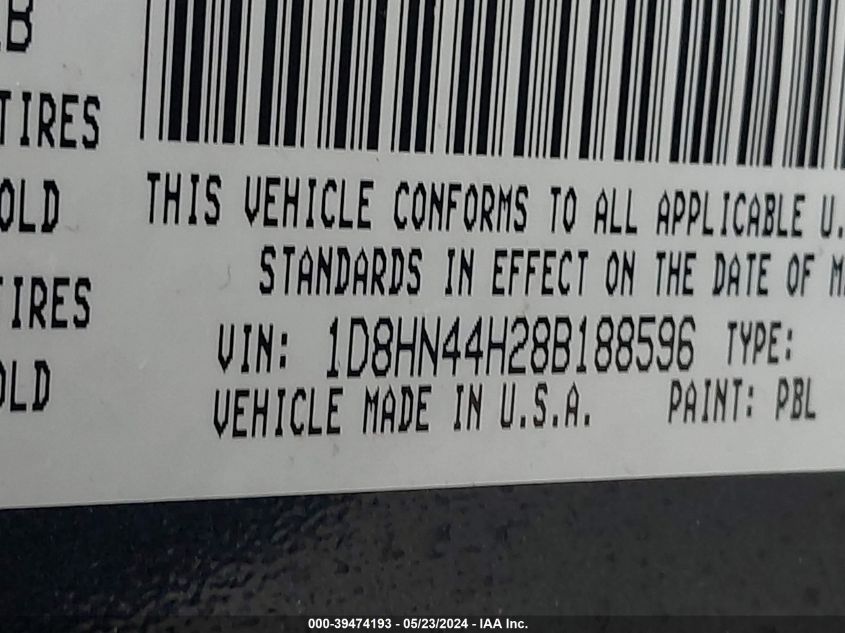 B
TIRES
OLD
TIRES
OLD
THIS VEHICLE CONFORMS TO ALL APPLICABLE U.
STANDARDS IN EFFECT ON THE DATE OF M
VIN: 1D8HN44H28B188596 TYPE:
VEHICLE MADE IN U.S.A. PAINT: PBL
000-39474193 - 05/23/2024 - IAA Inc.